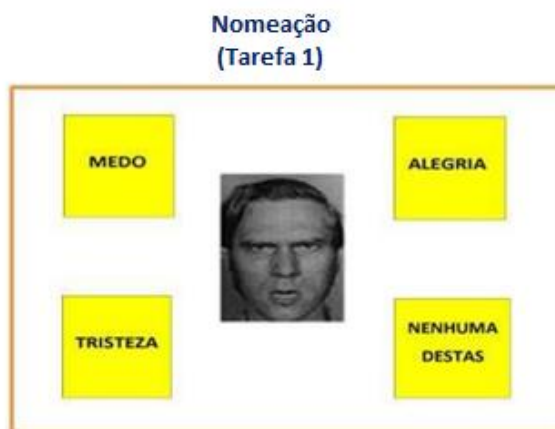 Nomeação
(Tarefa 1)
MEDO
ALEGRIA
TRISTEZA
NENHUMA
DESTAS